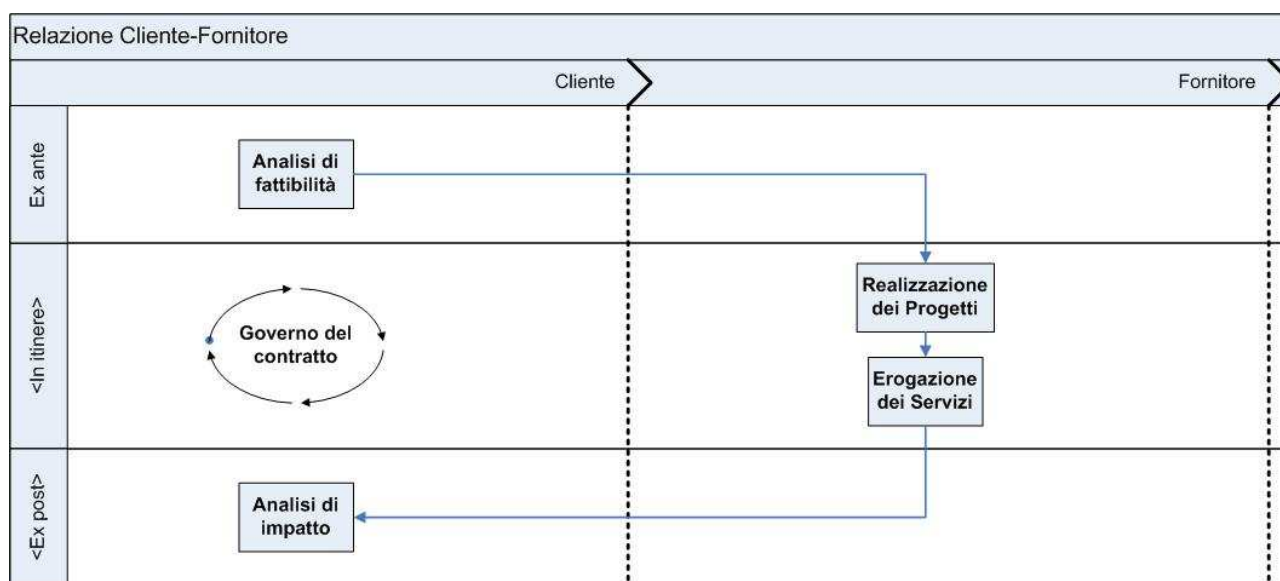 Relazione Cliente-Fornitore
Cliente
Fornitore
Ex ante
Analisi di
fattibilità
<In itinere>
Governo del
contratto
Realizzazione
dei Progetti
Erogazione
dei Servizi
<Ex post>
Analisi di
impatto